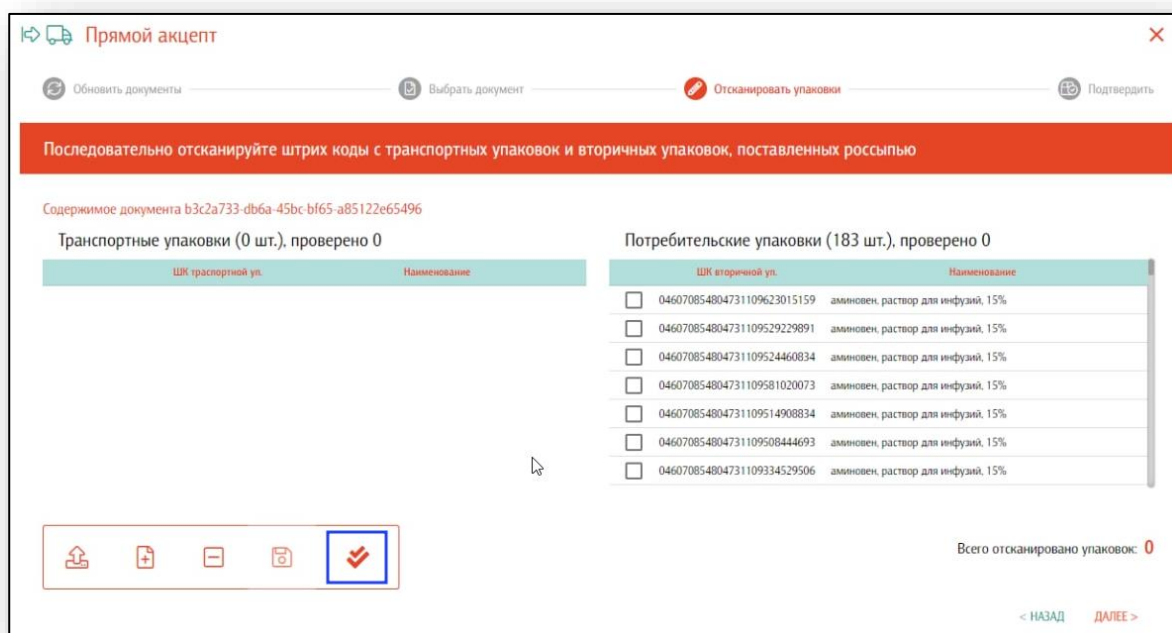 Прямой акцепт
Обновить документы
Выбрать документ
Отсканировать упаковки
Подтвердить
Последовательно отсканируйте штрих коды с транспортных упаковок и вторичных упаковок, поставленных россыпью
Содержимое документа b3c2a733-db6a-45bc-bf65-a85122e65496
Транспортные упаковки (0 шт.), проверено 0
ШК траспортной уп. Наименование
Потребительские упаковки (183 шт.), проверено 0
ШК вторичной уп. Наименование
046070854804731109623015159 аминовен, раствор для инфузий, 15%
046070854804731109529229891 аминовен, раствор для инфузий, 15%
046070854804731109524460834 аминовен, раствор для инфузий, 15%
046070854804731109581020073 аминовен, раствор для инфузий, 15%
046070854804731109514908834 аминовен, раствор для инфузий, 15%
046070854804731109508444693 аминовен, раствор для инфузий, 15%
046070854804731109334529506 аминовен, раствор для инфузий, 15%
Всего отсканировано упаковок: 0
< НАЗАД ДАЛЕЕ >